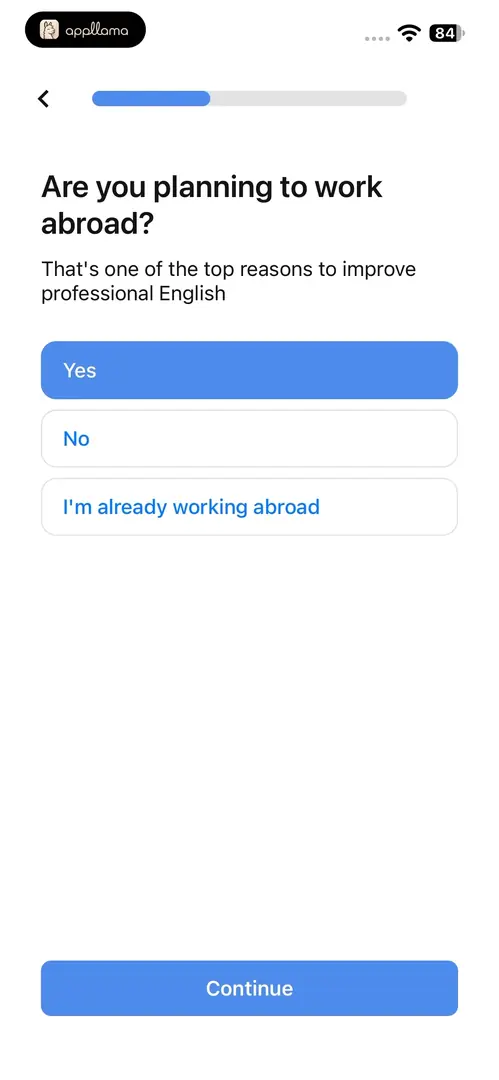 appllama
84
Are you planning to work
abroad?
That's one of the top reasons to improve
professional English
Yes
No
I'm already working abroad
Continue